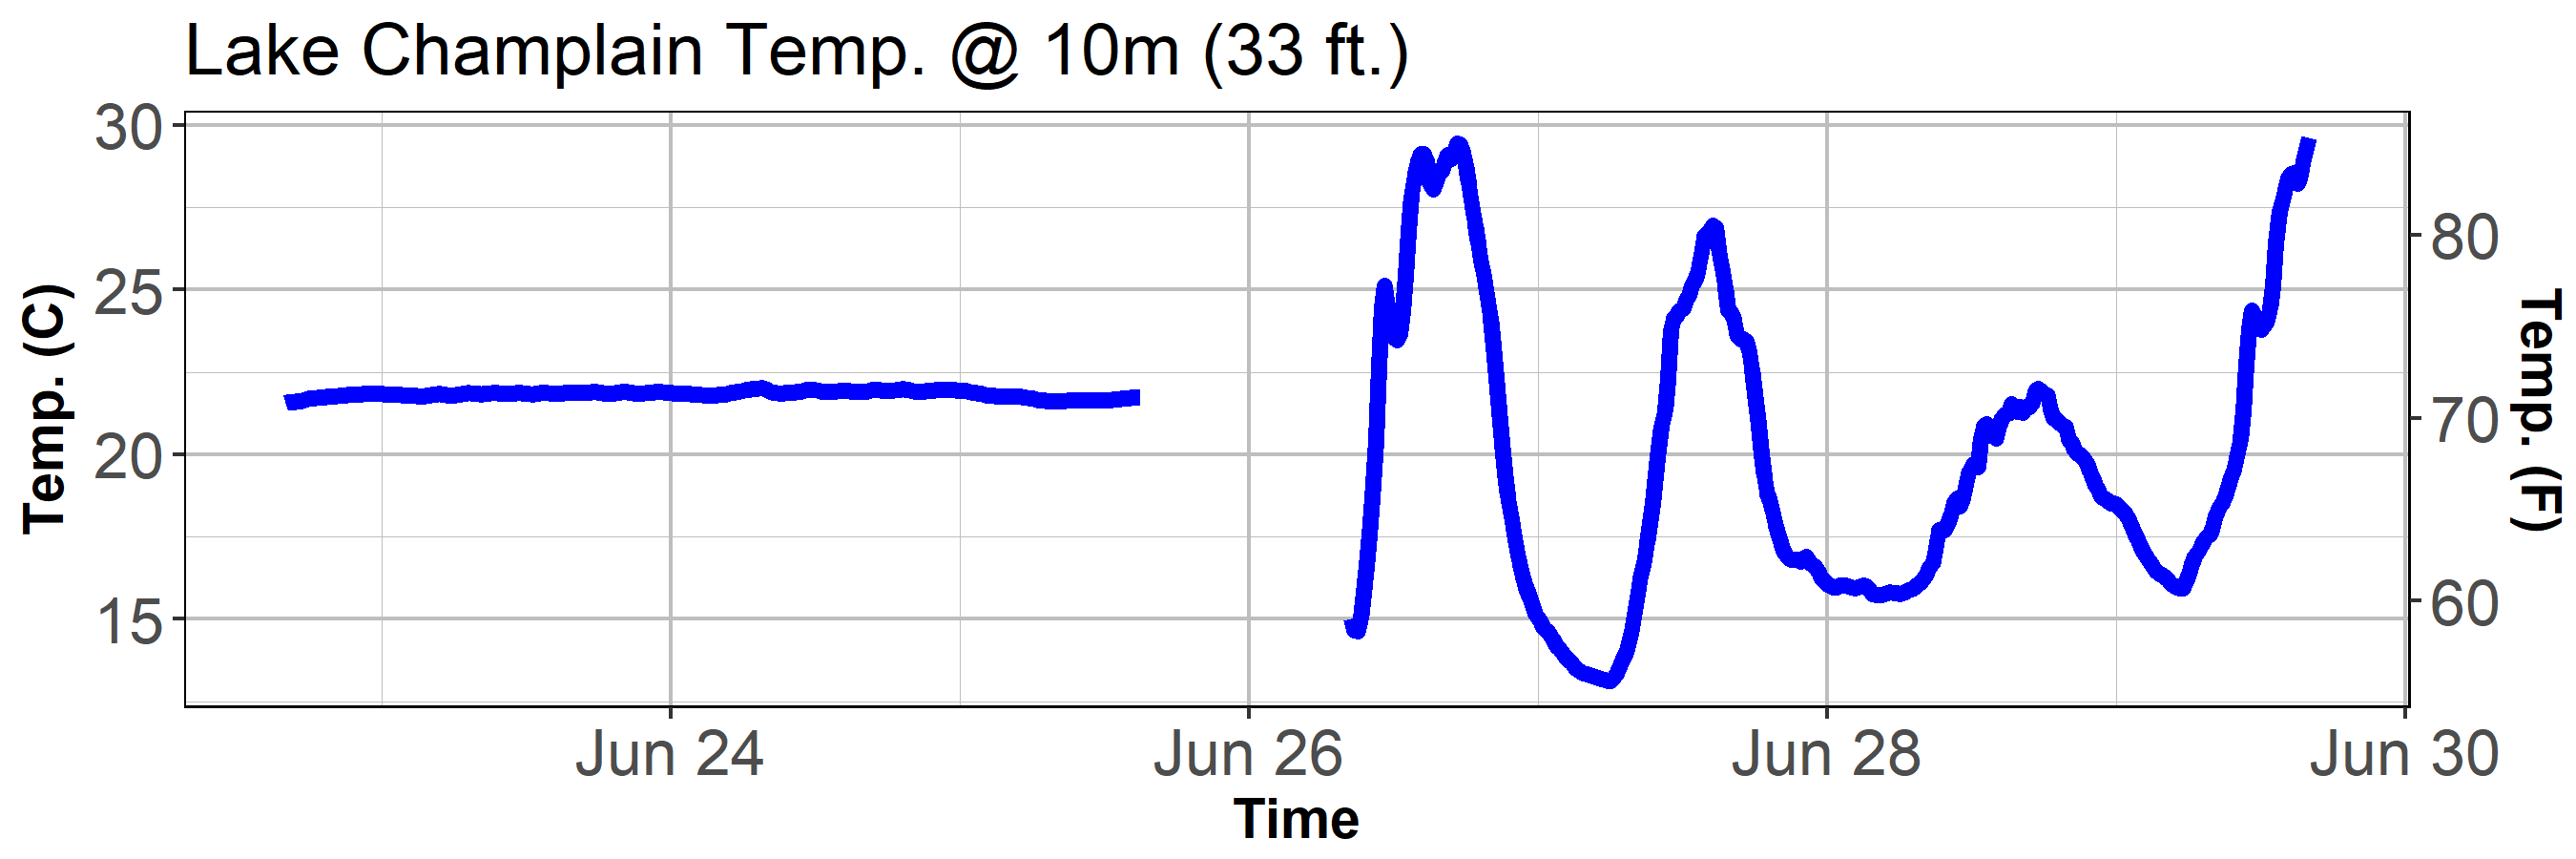 Lake Champlain Temp. @ 10m (33 ft.)
30
25
20
15
Temp. (C)
80
70
60
Temp. (F)
Jun 24
Jun 26
Jun 28
Jun 30
Time